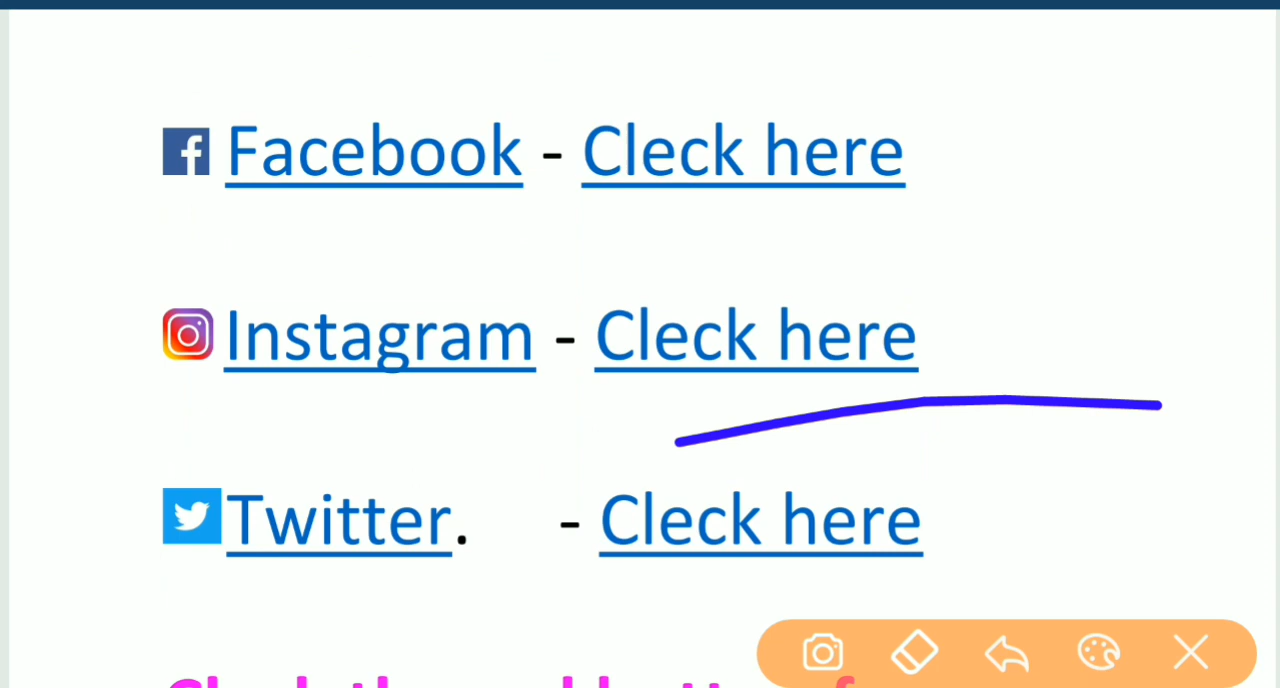 Facebook - Cleck here
Instagram - Cleck here
Twitter. - Cleck here